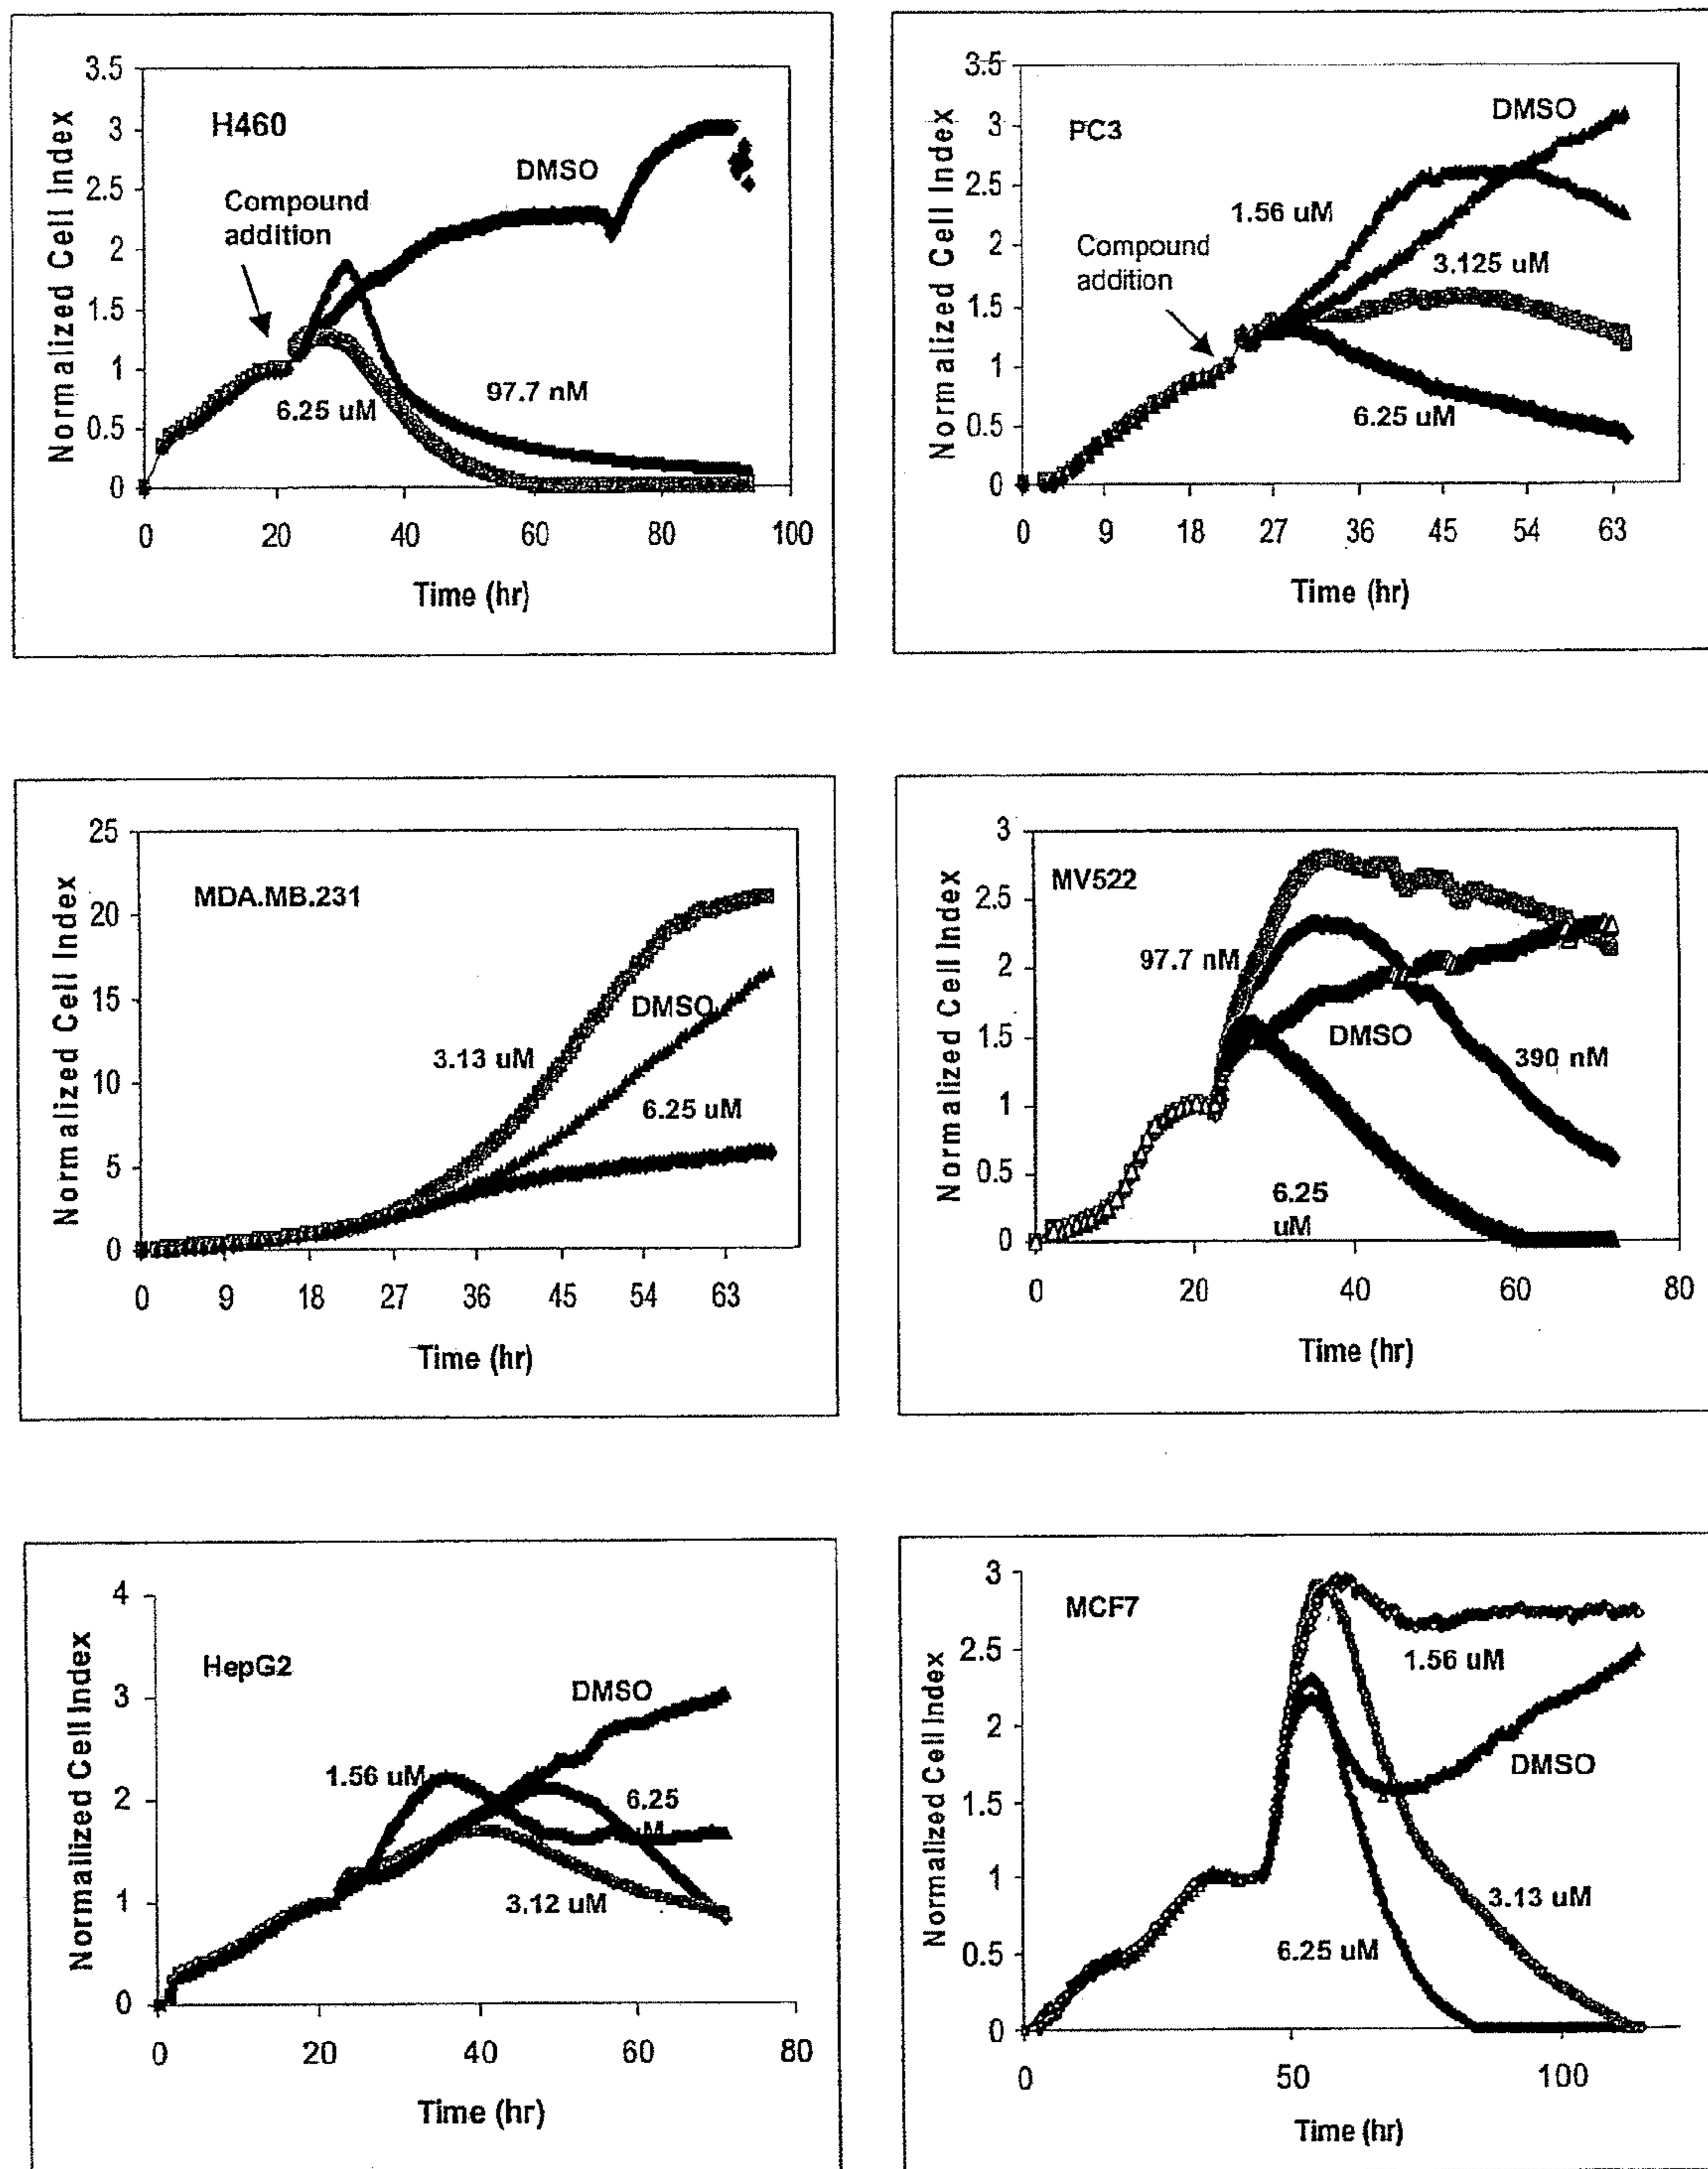 H460
Normalized Cell Index
3.5
3
2.5
2
1.5
1
0.5
0
Compound
addition
DMSO
97.7 nM
6.25 uM
0 20 40 60 80 100
Time (hr)
PC3
Normalized Cell Index
3.5
3
2.5
2
1.5
1
0.5
0
DMSO
1.56 uM
Compound
addition
3.125 uM
6.25 uM
0 9 18 27 36 45 54 63
Time (hr)
MDA.MB.231
Normalized Cell Index
25
20
15
10
5
0
DMSO
3.13 uM
6.25 uM
0 9 18 27 36 45 54 63
Time (hr)
MV522
Normalized Cell Index
3
2.5
2
1.5
1
0.5
0
97.7 nM
DMSO
390 nM
6.25
uM
0 20 40 60 80
Time (hr)
HepG2
Normalized Cell Index
4
3
2
1
0
DMSO
1.56 uM
6.25
3.12 uM
0 20 40 60 80
Time (hr)
MCF7
Normalized Cell Index
3
2.5
2
1.5
1
0.5
0
1.56 uM
DMSO
3.13 uM
6.25 uM
0 50 100
Time (hr)